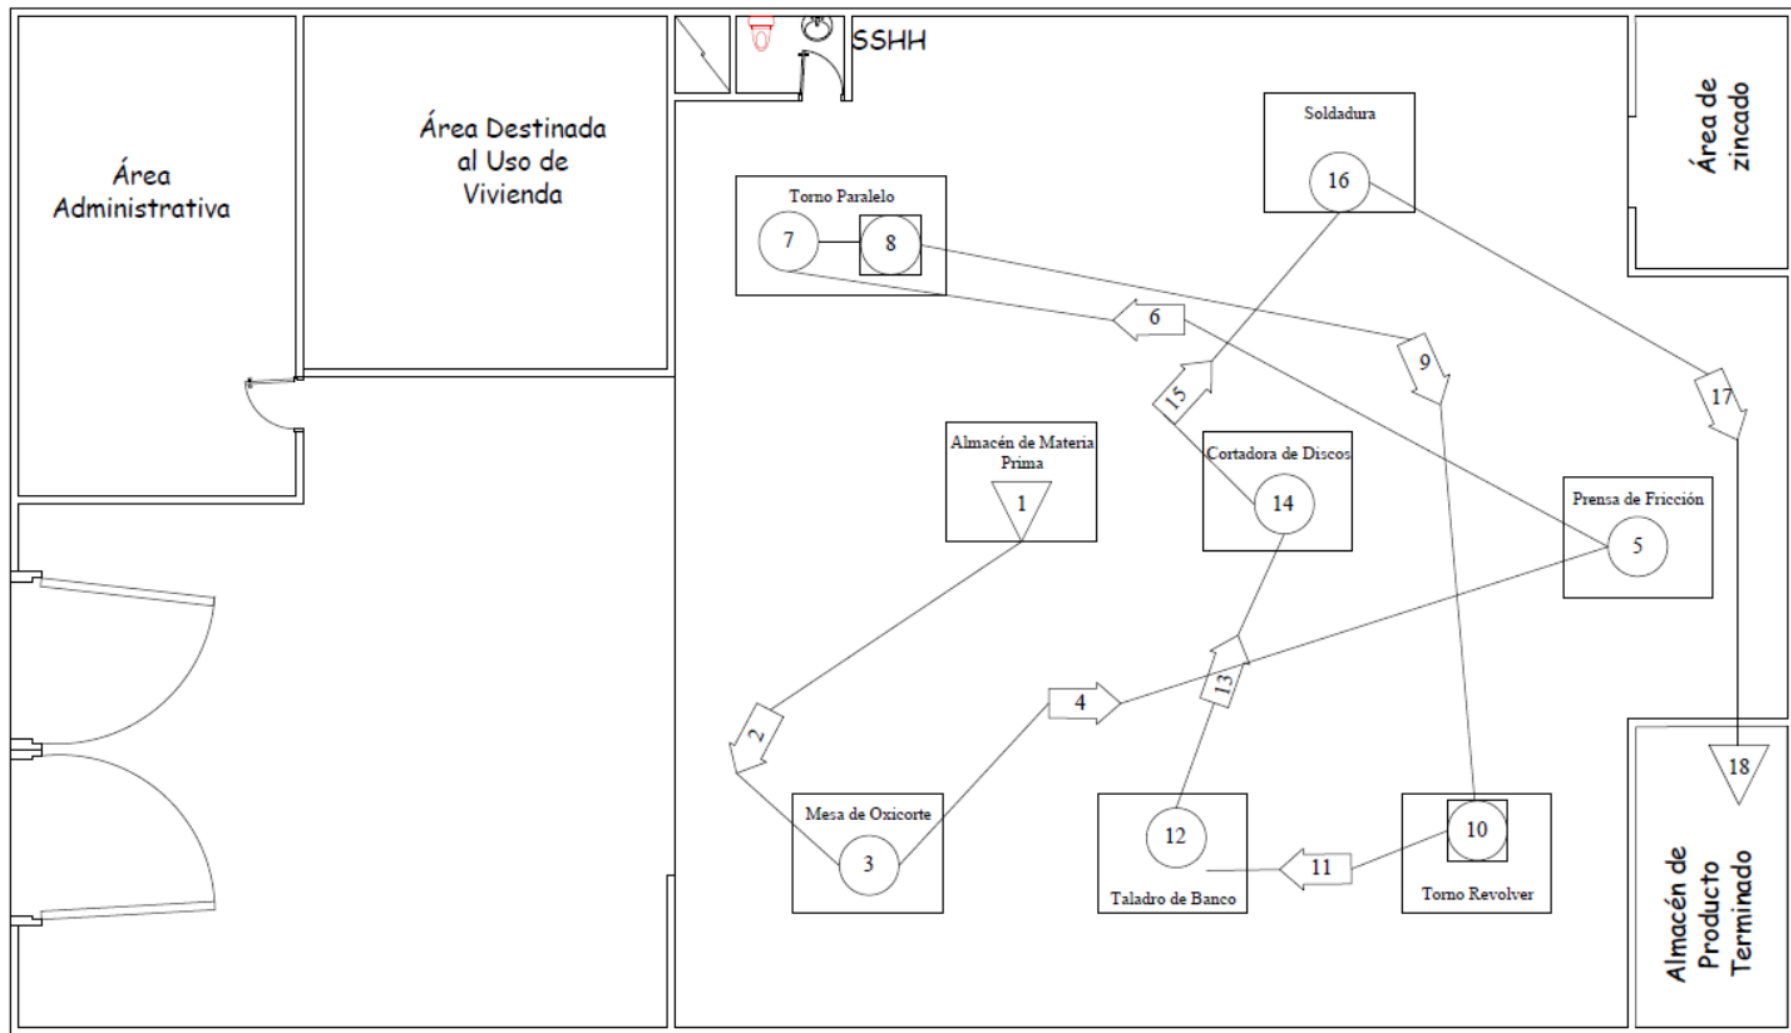 SSHH
Área
Administrativa
Área Destinada
al Uso de
Vivienda
Soldadura
16
Área de
zincado
Torno Paralelo
7
8
6
9
15
17
Almacén de Materia
Prima
1
Cortadora de Discos
14
Prensa de Fricción
5
2
4
13
18
Mesa de Oxicorte
3
12
Taladro de Banco
11
10
Torno Revolver
Almacén de
Producto
Terminado